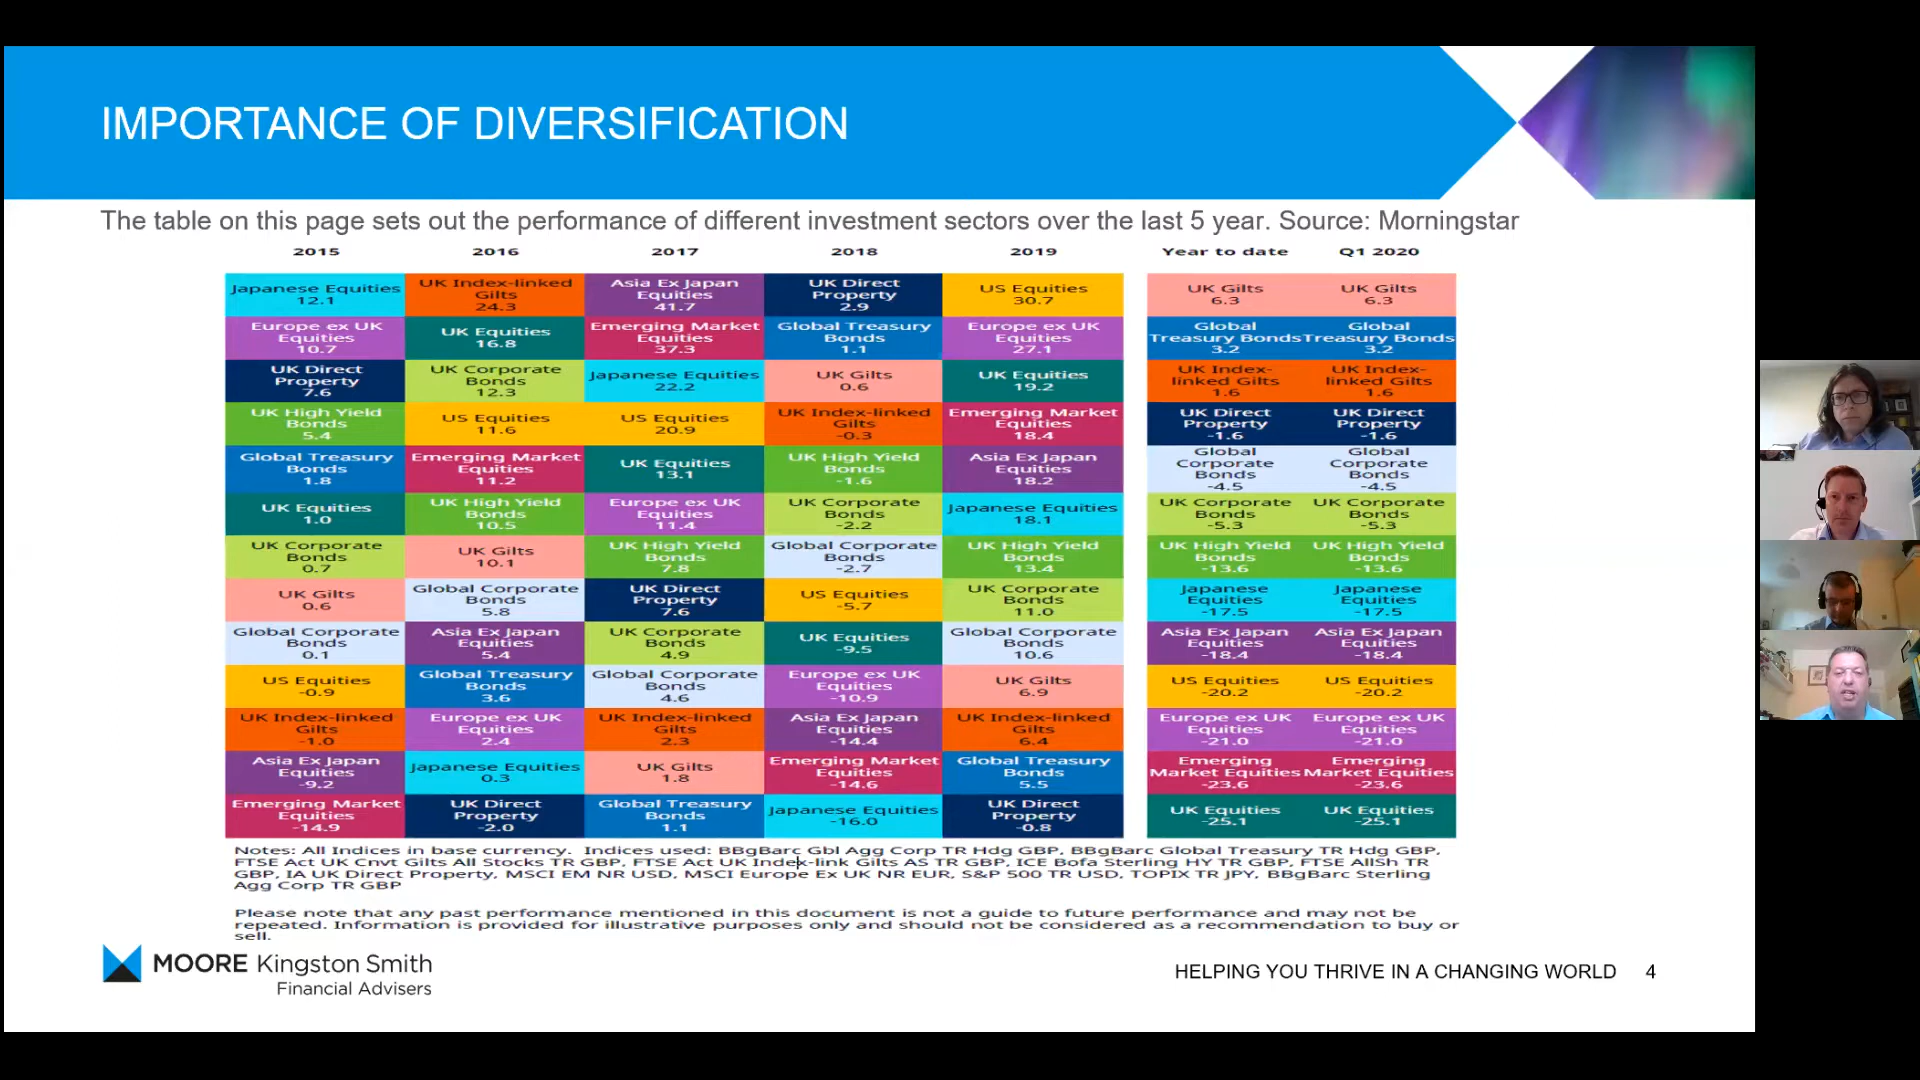 IMPORTANCE OF DIVERSIFICATION
The table on this page sets out the performance of different investment sectors over the last 5 year. Source: Morningstar
2015 2016 2017 2018 2019 Year to date Q1 2020
Japanese Equities
12.1
UK Index-linked
Gilts
24.3
Asia Ex Japan
Equities
41.7
UK Direct
Property
2.9
US Equities
30.7
UK Gilts
6.3
UK Gilts
6.3
Europe ex UK
Equities
10.7
UK Equities
16.8
Emerging Market
Equities
37.3
Global Treasury
Bonds
1.1
Europe ex UK
Equities
27.1
Global
Treasury Bonds
3.2
Global
Treasury Bonds
3.2
UK Direct
Property
7.6
UK Corporate
Bonds
12.3
Japanese Equities
22.2
UK Gilts
0.6
UK Equities
19.2
UK Index-
linked Gilts
1.6
UK Index-
linked Gilts
1.6
UK High Yield
Bonds
5.4
US Equities
11.6
US Equities
20.9
UK Index-linked
Gilts
-0.3
Emerging Market
Equities
18.4
UK Direct
Property
-1.6
UK Direct
Property
-1.6
Global Treasury
Bonds
1.8
Emerging Market
Equities
11.2
UK Equities
13.1
UK High Yield
Bonds
-1.6
Asia Ex Japan
Equities
18.2
Global
Corporate
Bonds
-4.5
Global
Corporate
Bonds
-4.5
UK Equities
1.0
UK High Yield
Bonds
10.5
Europe ex UK
Equities
11.4
UK Corporate
Bonds
-2.2
Japanese Equities
18.1
UK Corporate
Bonds
-5.3
UK Corporate
Bonds
-5.3
UK Corporate
Bonds
0.7
UK Gilts
10.1
UK High Yield
Bonds
7.8
Global Corporate
Bonds
-2.7
UK High Yield
Bonds
13.4
UK High Yield
Bonds
-13.6
UK High Yield
Bonds
-13.6
UK Gilts
0.6
Global Corporate
Bonds
5.8
UK Direct
Property
7.6
US Equities
-5.7
UK Corporate
Bonds
11.0
Japanese
Equities
-17.5
Japanese
Equities
-17.5
Global Corporate
Bonds
0.1
Asia Ex Japan
Equities
5.4
UK Corporate
Bonds
4.9
UK Equities
-9.5
Global Corporate
Bonds
10.6
Asia Ex Japan
Equities
-18.4
Asia Ex Japan
Equities
-18.4
US Equities
-0.9
Global Treasury
Bonds
3.6
Global Corporate
Bonds
4.6
Europe ex UK
Equities
-10.9
UK Gilts
6.9
US Equities
-20.2
US Equities
-20.2
UK Index-linked
Gilts
-1.0
Europe ex UK
Equities
2.4
UK Index-linked
Gilts
2.3
Asia Ex Japan
Equities
-14.4
UK Index-linked
Gilts
6.4
Europe ex UK
Equities
-21.0
Europe ex UK
Equities
-21.0
Asia Ex Japan
Equities
-9.2
Japanese Equities
0.3
UK Gilts
1.8
Emerging Market
Equities
-14.6
Global Treasury
Bonds
5.5
Emerging
Market Equities
-23.6
Emerging
Market Equities
-23.6
Emerging Market
Equities
-14.9
UK Direct
Property
-2.0
Global Treasury
Bonds
1.1
Japanese Equities
-16.0
UK Direct
Property
-0.8
UK Equities
-25.1
UK Equities
-25.1
Notes: All Indices in base currency. Indices used: BBgBarc Gbl Agg Corp TR Hdg GBP, BBgBarc Global Treasury TR Hdg GBP,
FTSE Act UK Cnvt Gilts All Stocks TR GBP, FTSE Act UK Index-link Gilts AS TR GBP, ICE Bofa Sterling HY TR GBP, FTSE AllSh TR
GBP, IA UK Direct Property, MSCI EM NR USD, MSCI Europe Ex UK NR EUR, S&P 500 TR USD, TOPIX TR JPY, BBgBarc Sterling
Agg Corp TR GBP
Please note that any past performance mentioned in this document is not a guide to future performance and may not be
repeated. Information is provided for illustrative purposes only and should not be considered as a recommendation to buy or
sell.
MOORE Kingston Smith
Financial Advisers
HELPING YOU THRIVE IN A CHANGING WORLD 4